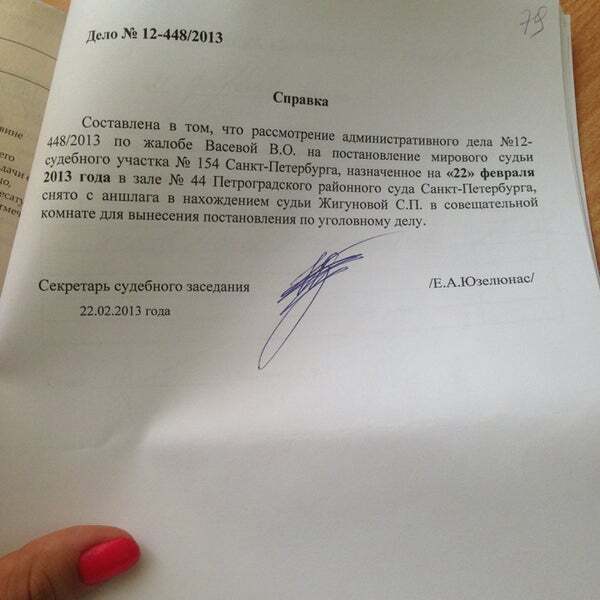 79
Дело № 12-448/2013
Справка
Составлена в том, что рассмотрение административного дела №12-
448/2013 по жалобе Васевой В.О. на постановление мирового судьи
судебного участка № 154 Санкт-Петербурга, назначенное на «22» февраля
2013 года в зале № 44 Петроградского районного суда Санкт-Петербурга,
снято с аншлага в нахождением судьи Жигуновой С.П. в совещательной
комнате для вынесения постановления по уголовному делу.
Секретарь судебного заседания /Е.А.Юзелюнас/
22.02.2013 года
вине
его
дачи